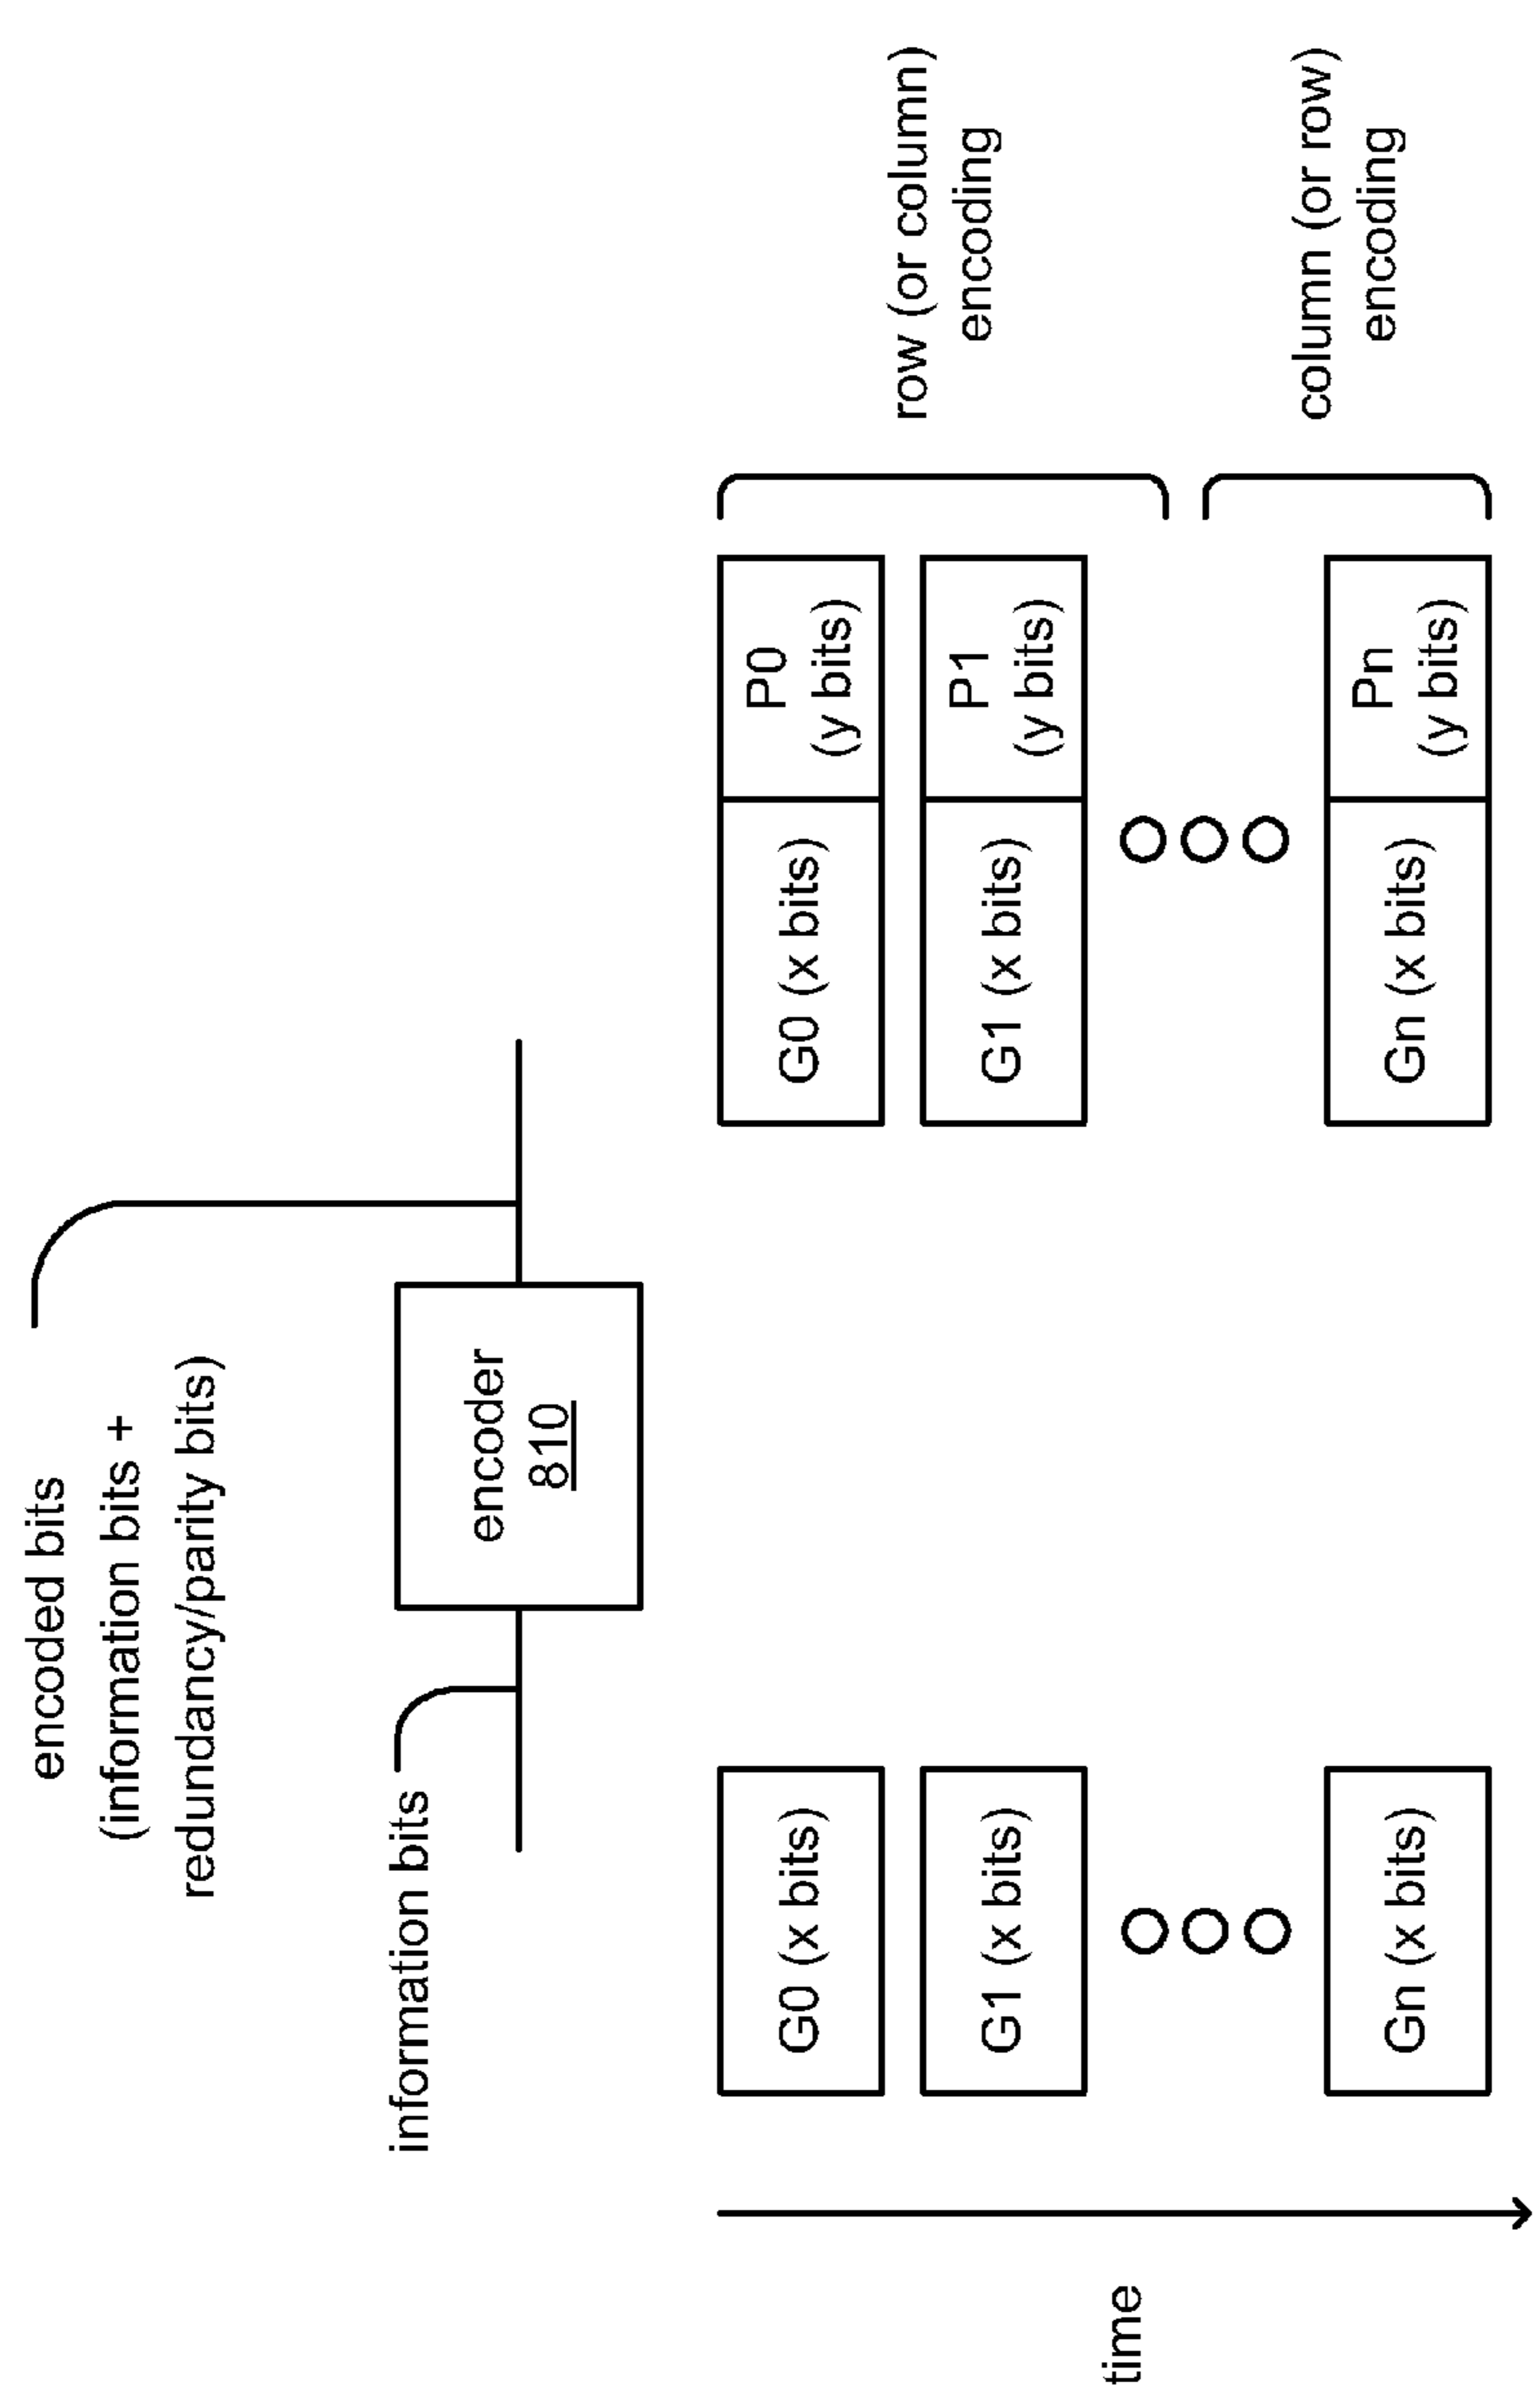 encoded bits
(information bits +
redundancy/parity bits)
information bits
encoder
810
time
G0 (x bits)
G0 (x bits)
P0
(y bits)
row (or column)
encoding
G1 (x bits)
G1 (x bits)
P1
(y bits)
Gn (x bits)
Gn (x bits)
Pn
(y bits)
column (or row)
encoding